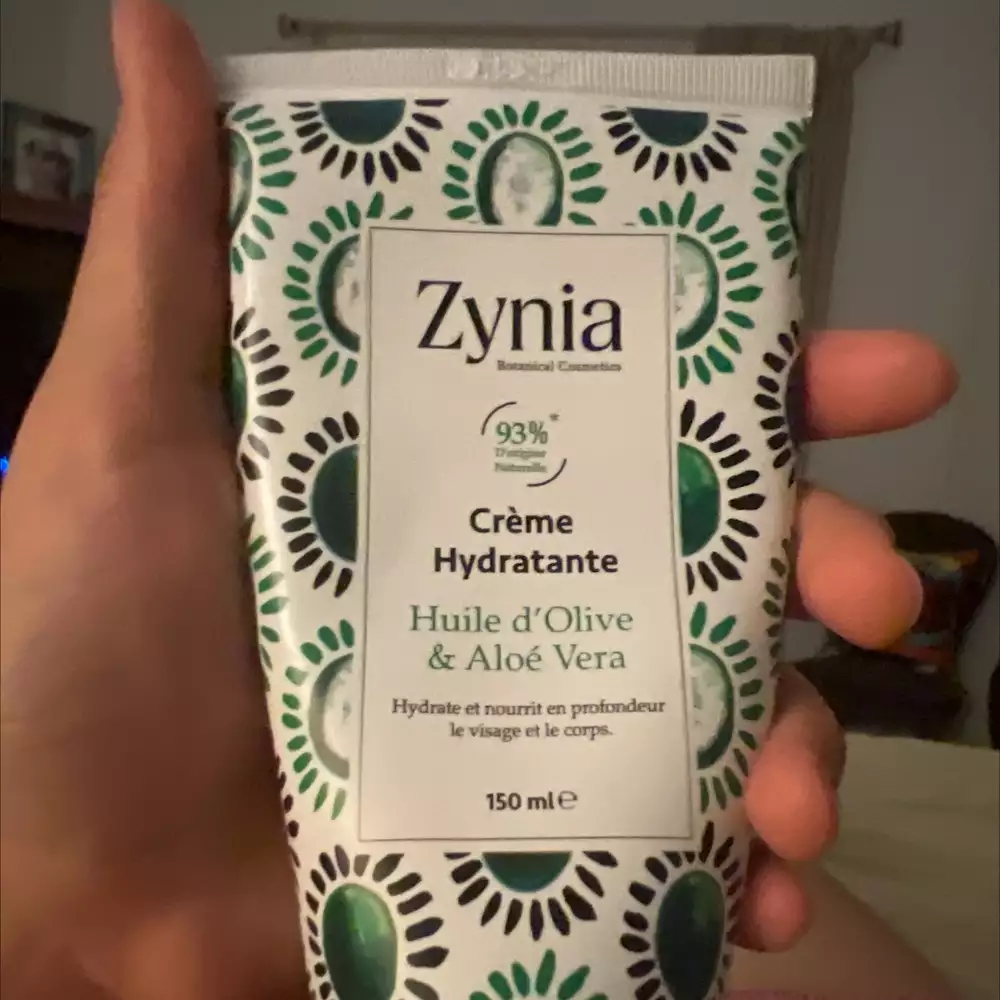 Zynia
Botanical Cosmetics
93%*
D'origine
Naturelle
Crème
Hydratante
Huile d'Olive
& Aloé Vera
Hydrate et nourrit en profondeur
le visage et le corps.
150 ml ℮